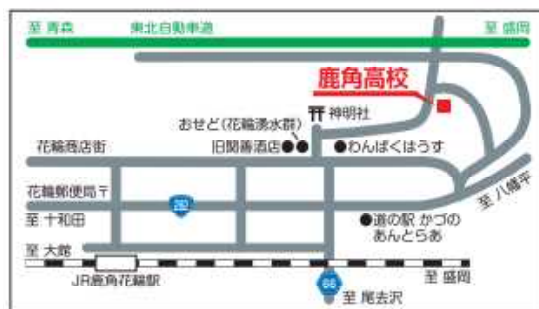 至 青森
東北自動車道
至 盛岡
鹿角高校
神明社
おせど(花輪湧水群)
旧関善酒店
わんぱくはうす
花輪商店街
花輪郵便局〒
282
至 十和田
道の駅 かづの
あんとらあ
至 八幡平
至 大館
JR鹿角花輪駅
至 盛岡
66
至 尾去沢